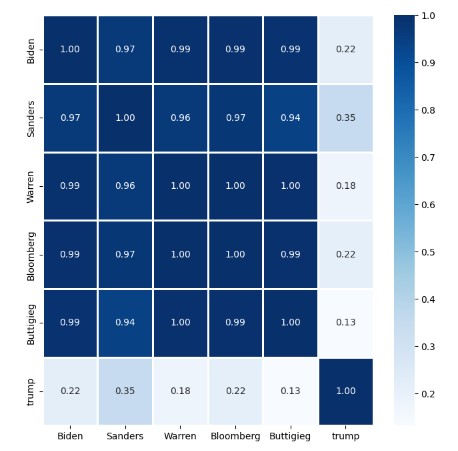 Biden 1.00 0.97 0.99 0.99 0.99 0.22
Sanders 0.97 1.00 0.96 0.97 0.94 0.35
Warren 0.99 0.96 1.00 1.00 1.00 0.18
Bloomberg 0.99 0.97 1.00 1.00 0.99 0.22
Buttigieg 0.99 0.94 1.00 0.99 1.00 0.13
trump 0.22 0.35 0.18 0.22 0.13 1.00
Biden Sanders Warren Bloomberg Buttigieg trump
1.0
0.9
0.8
0.7
0.6
0.5
0.4
0.3
0.2